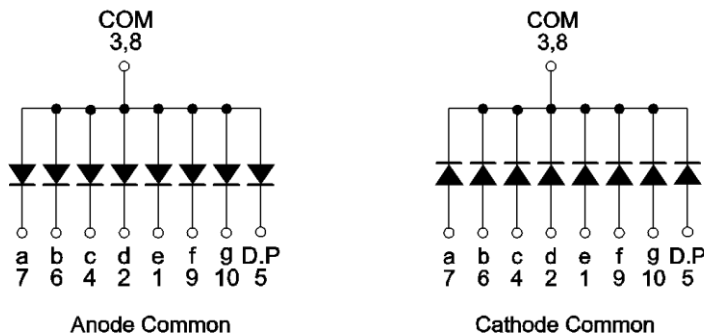 COM
3,8
a b c d e f g D.P
7 6 4 2 1 9 10 5
Anode Common
COM
3,8
a b c d e f g D.P
7 6 4 2 1 9 10 5
Cathode Common